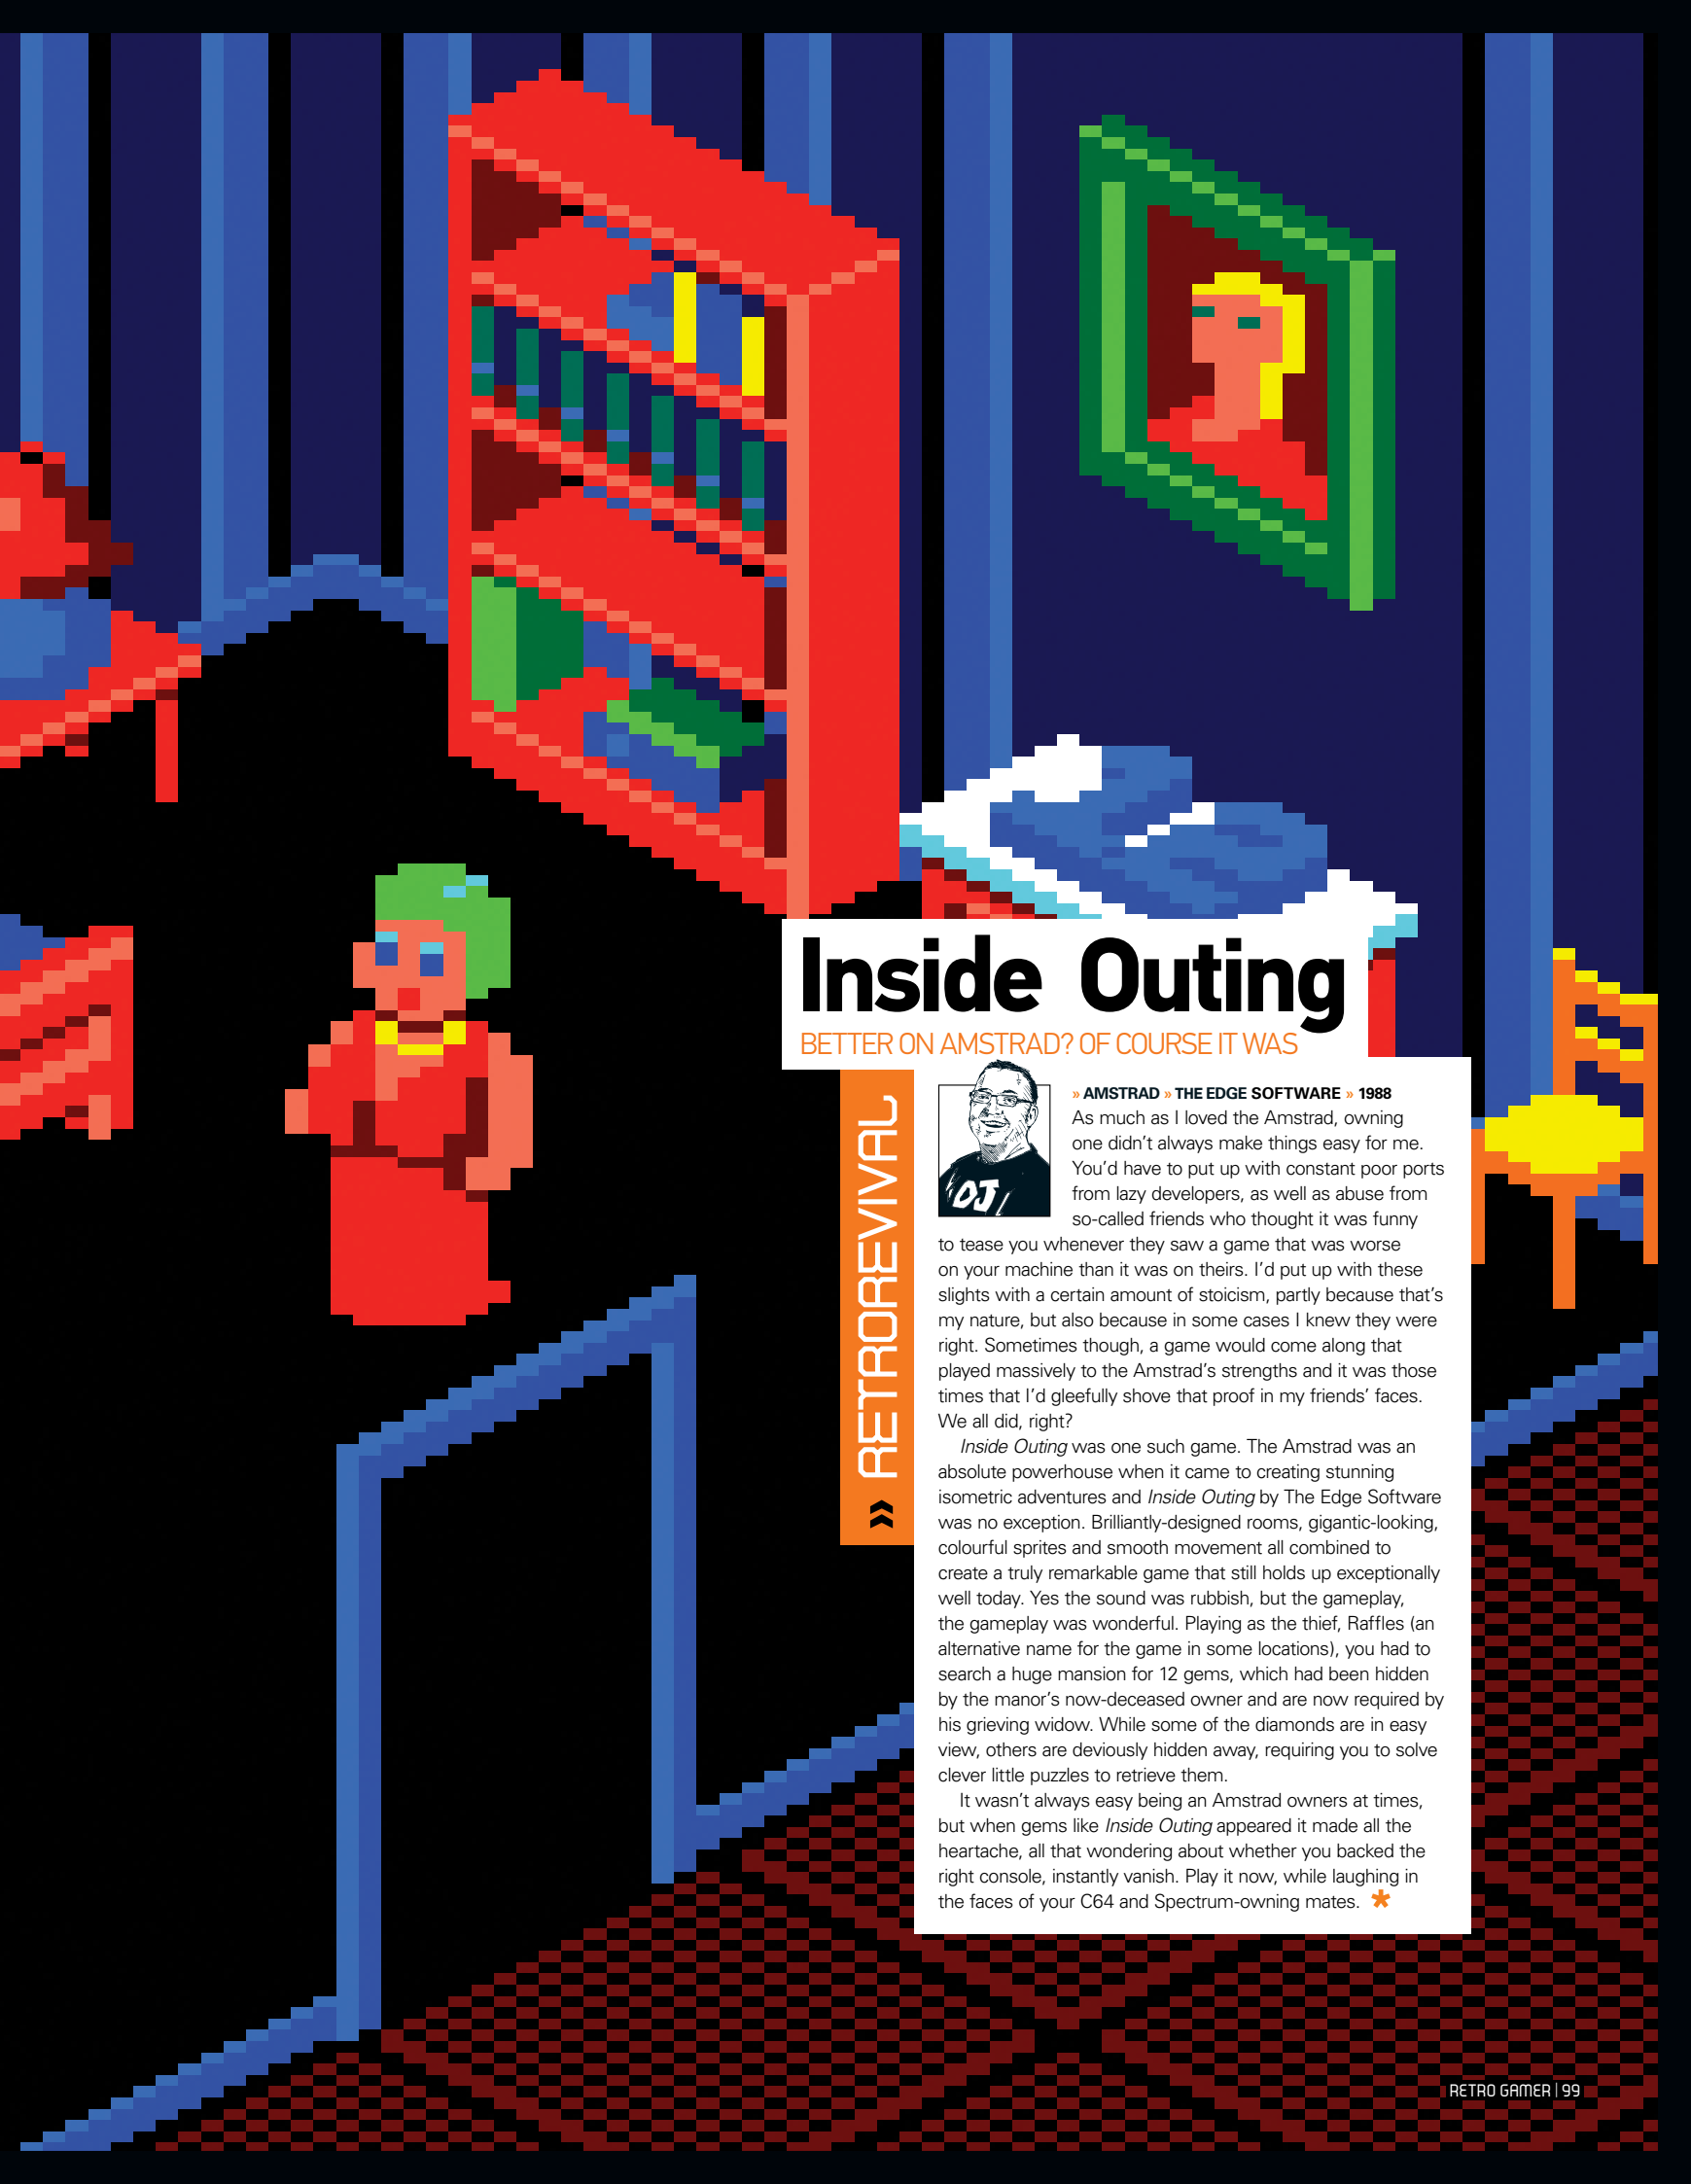 Inside Outing
BETTER ON AMSTRAD? OF COURSE IT WAS
RETROREVIVAL
» AMSTRAD » THE EDGE SOFTWARE » 1988
As much as I loved the Amstrad, owning
one didn't always make things easy for me.
You'd have to put up with constant poor ports
from lazy developers, as well as abuse from
so-called friends who thought it was funny
to tease you whenever they saw a game that was worse
on your machine than it was on theirs. I'd put up with these
slights with a certain amount of stoicism, partly because that's
my nature, but also because in some cases I knew they were
right. Sometimes though, a game would come along that
played massively to the Amstrad's strengths and it was those
times that I'd gleefully shove that proof in my friends' faces.
We all did, right?
Inside Outing was one such game. The Amstrad was an
absolute powerhouse when it came to creating stunning
isometric adventures and Inside Outing by The Edge Software
was no exception. Brilliantly-designed rooms, gigantic-looking,
colourful sprites and smooth movement all combined to
create a truly remarkable game that still holds up exceptionally
well today. Yes the sound was rubbish, but the gameplay,
the gameplay was wonderful. Playing as the thief, Raffles (an
alternative name for the game in some locations), you had to
search a huge mansion for 12 gems, which had been hidden
by the manor's now-deceased owner and are now required by
his grieving widow. While some of the diamonds are in easy
view, others are deviously hidden away, requiring you to solve
clever little puzzles to retrieve them.
It wasn't always easy being an Amstrad owners at times,
but when gems like Inside Outing appeared it made all the
heartache, all that wondering about whether you backed the
right console, instantly vanish. Play it now, while laughing in
the faces of your C64 and Spectrum-owning mates. *
OJ
RETRO GAMER | 99